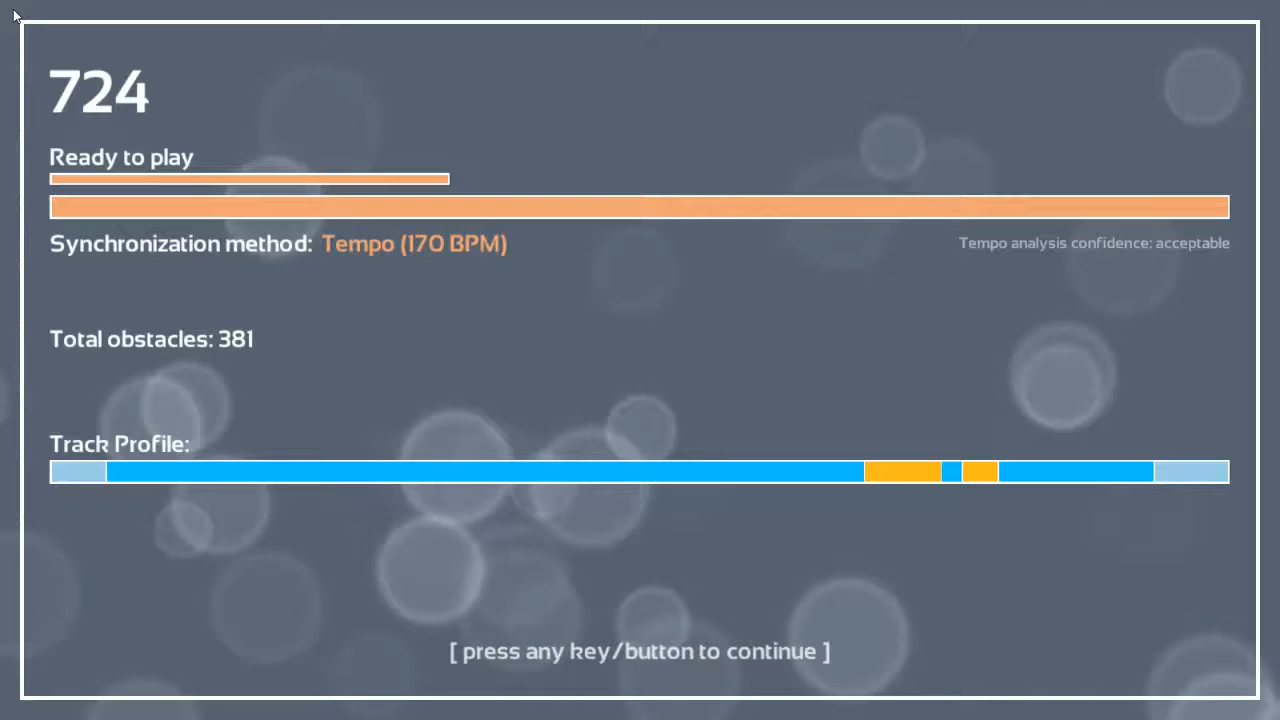 724
Ready to play
Synchronization method: Tempo (170 BPM)
Tempo analysis confidence: acceptable
Total obstacles: 381
Track Profile:
[ press any key/button to continue ]